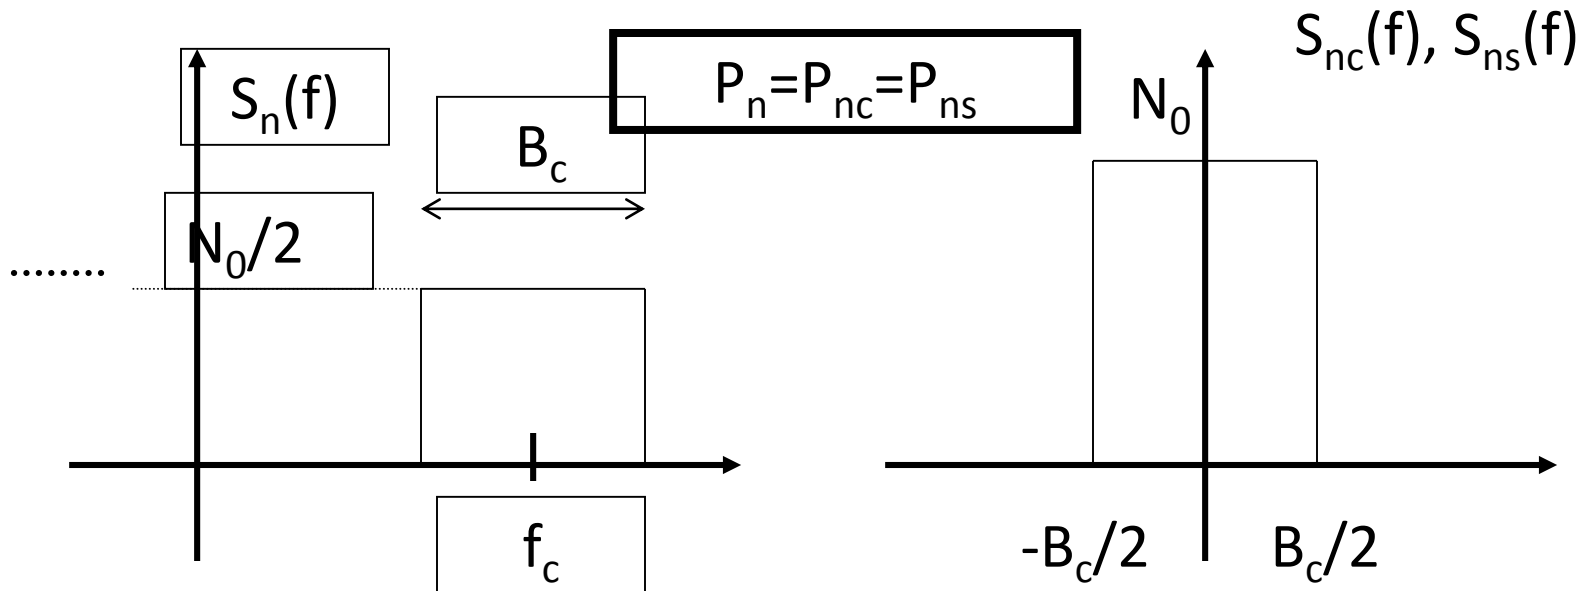 S_nc(f), S_ns(f)
S_n(f)
P_n=P_nc=P_ns
N_0
B_c
N_0/2
........
f_c
-B_c/2
B_c/2